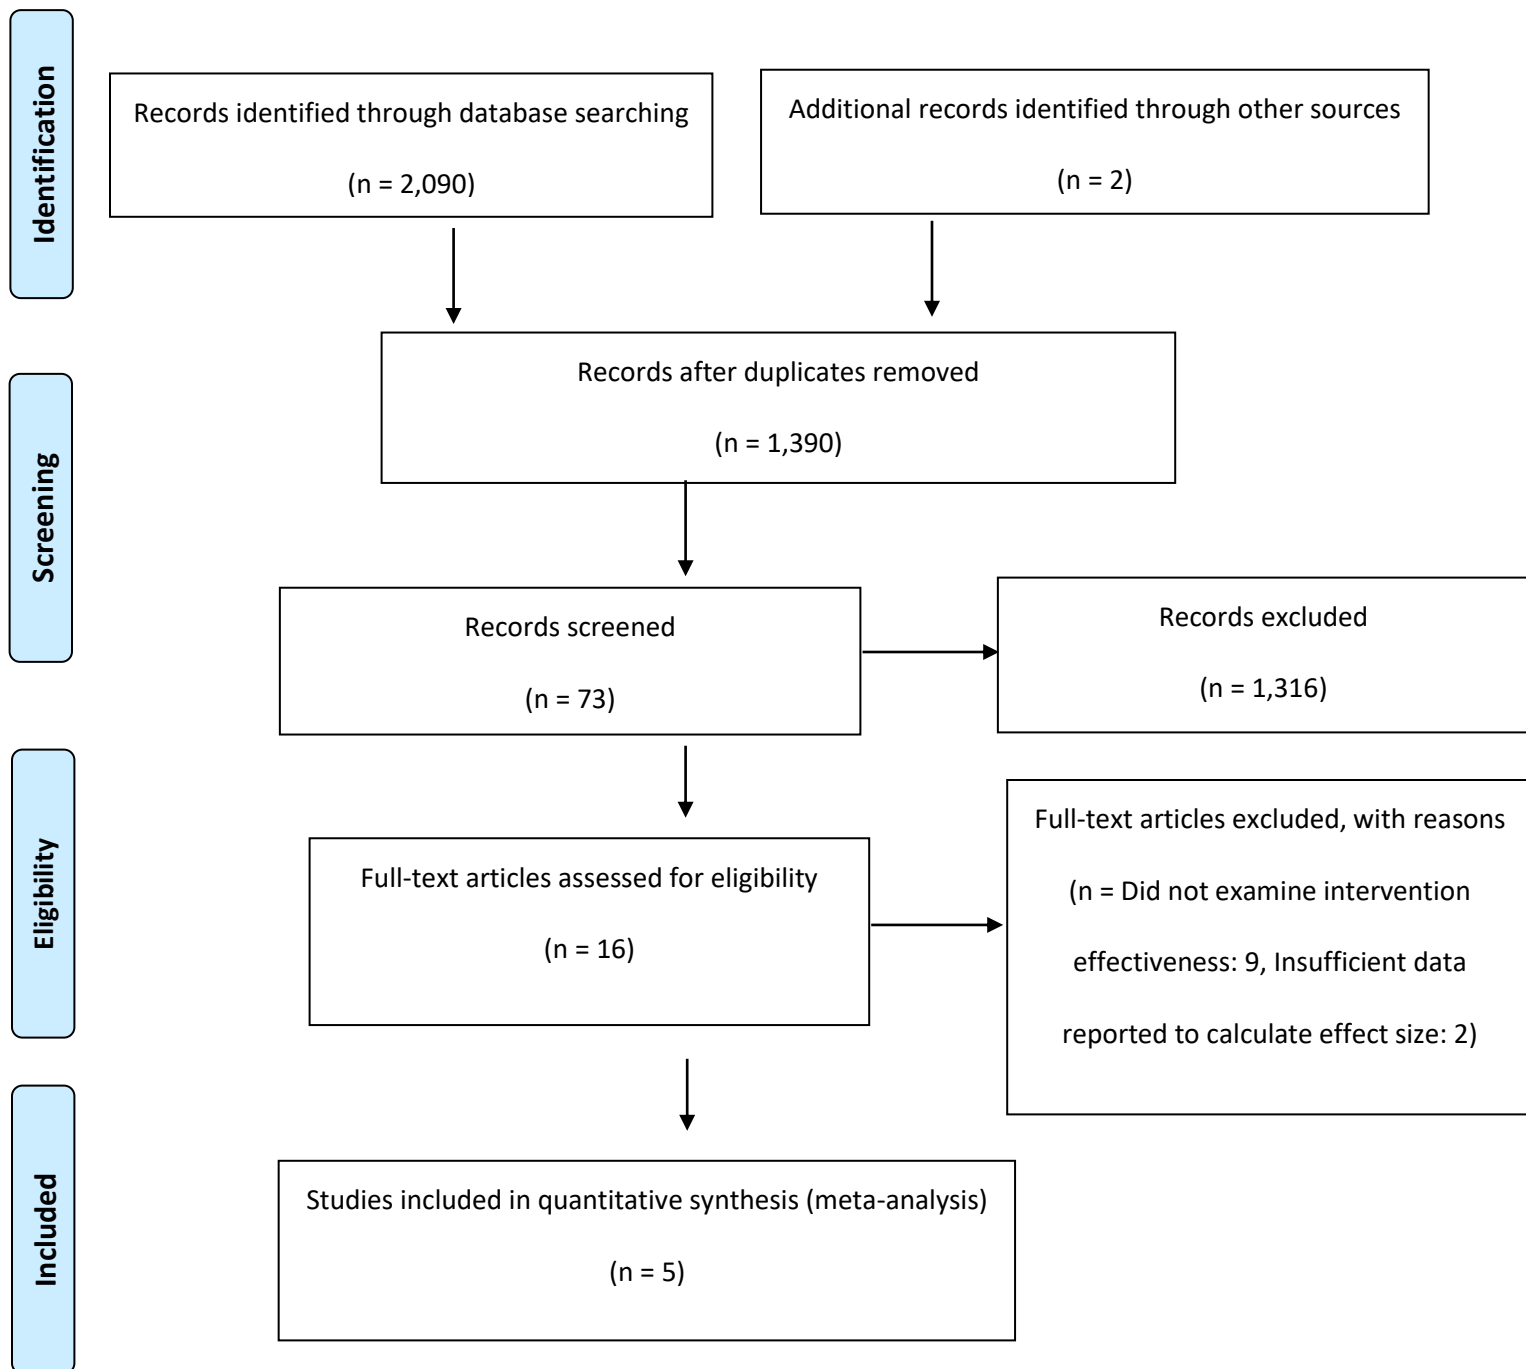 Identification
Records identified through database searching
(n = 2,090)
Additional records identified through other sources
(n = 2)
Records after duplicates removed
(n = 1,390)
Screening
Records screened
(n = 73)
Records excluded
(n = 1,316)
Eligibility
Full-text articles assessed for eligibility
(n = 16)
Full-text articles excluded, with reasons
(n = Did not examine intervention
effectiveness: 9, Insufficient data
reported to calculate effect size: 2)
Included
Studies included in quantitative synthesis (meta-analysis)
(n = 5)